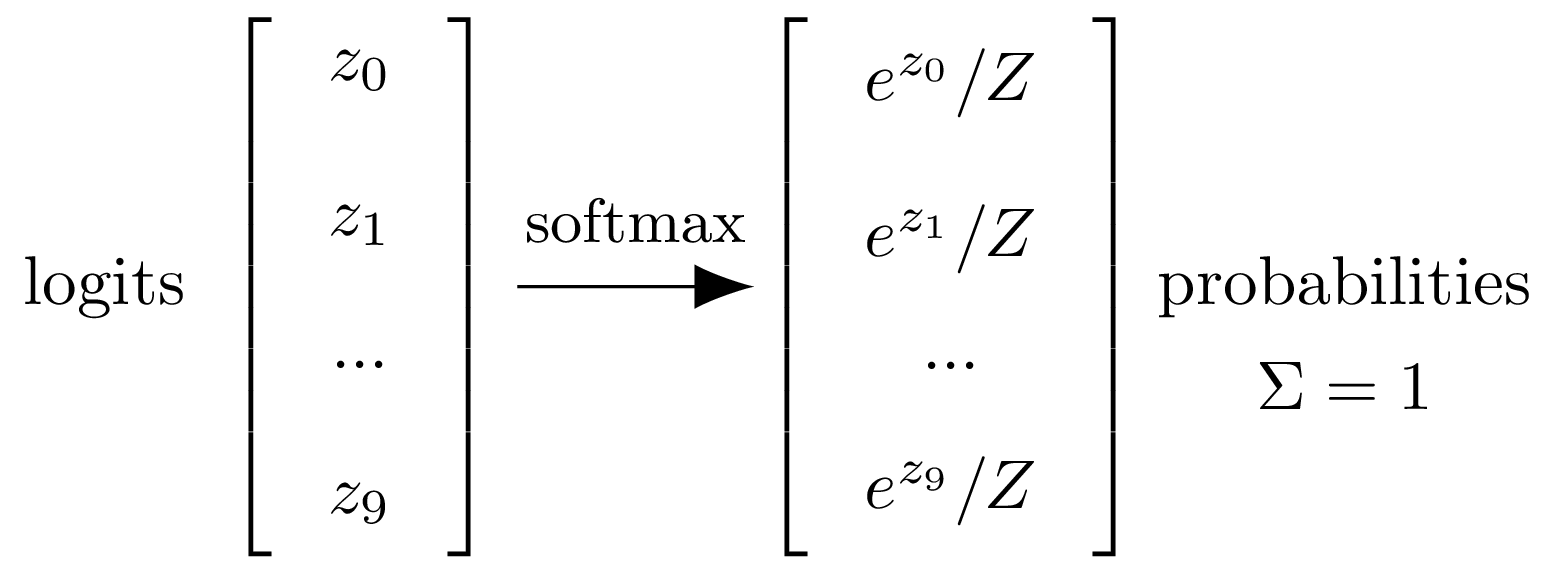 logits
z₀
z₁
...
z₉
softmax
e^{z₀}/Z
e^{z₁}/Z
...
e^{z₉}/Z
probabilities
Σ = 1